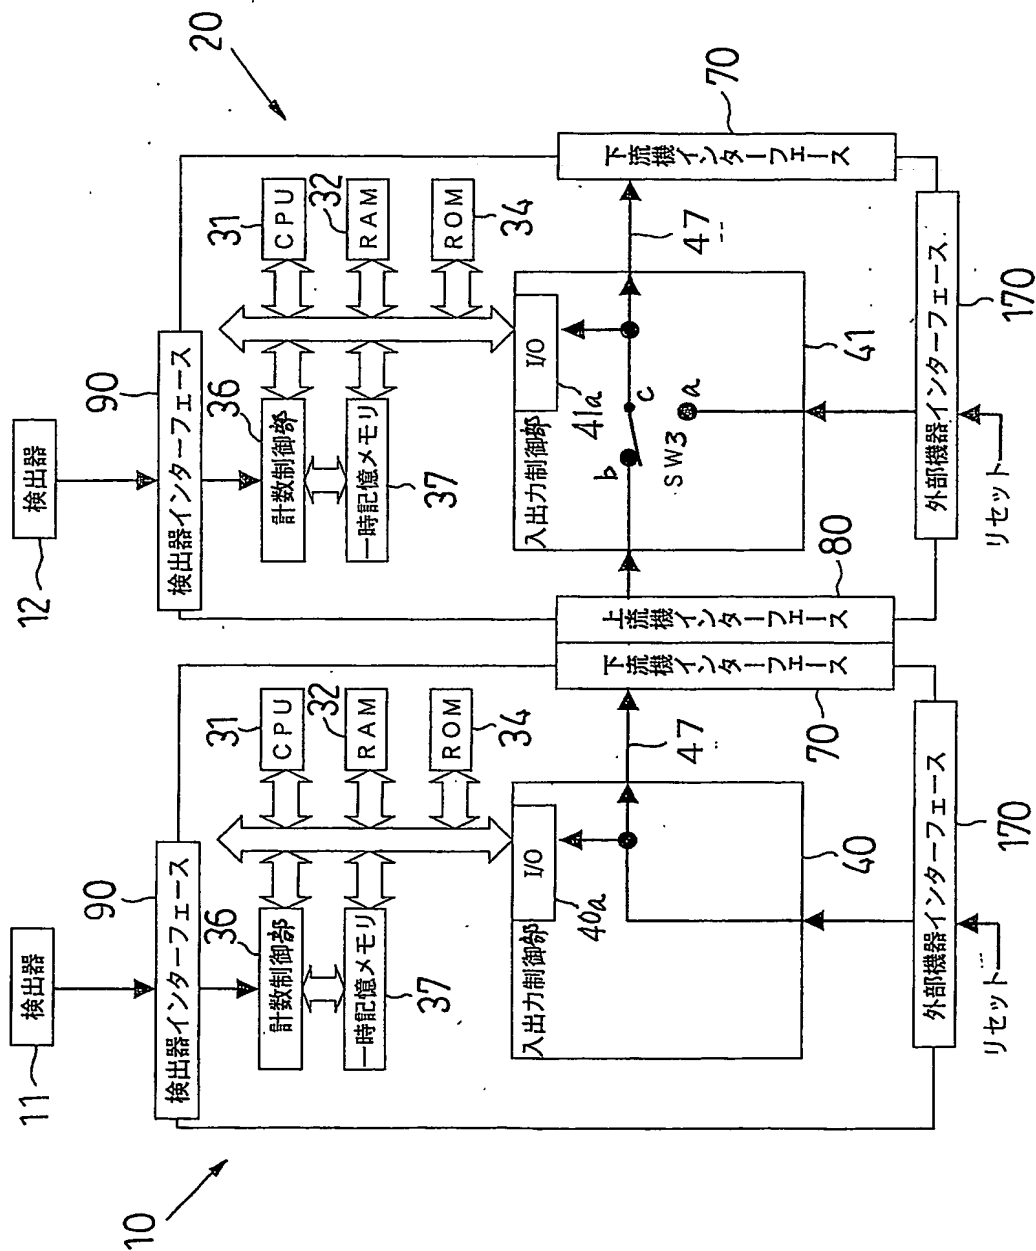 10
11
検出器
90
検出器インターフェース
36
計数制御部
一時記憶メモリ
37
31
CPU
32
RAM
ROM
34
入出力制御部
I/O
40a
40
47
下流機インターフェース
70
外部機器インターフェース
170
リセット
20
12
検出器
90
検出器インターフェース
36
計数制御部
一時記憶メモリ
37
31
CPU
32
RAM
ROM
34
上流機インターフェース
80
入出力制御部
I/O
41a
b
c
SW3
a
41
47
下流機インターフェース
70
外部機器インターフェース
170
リセット